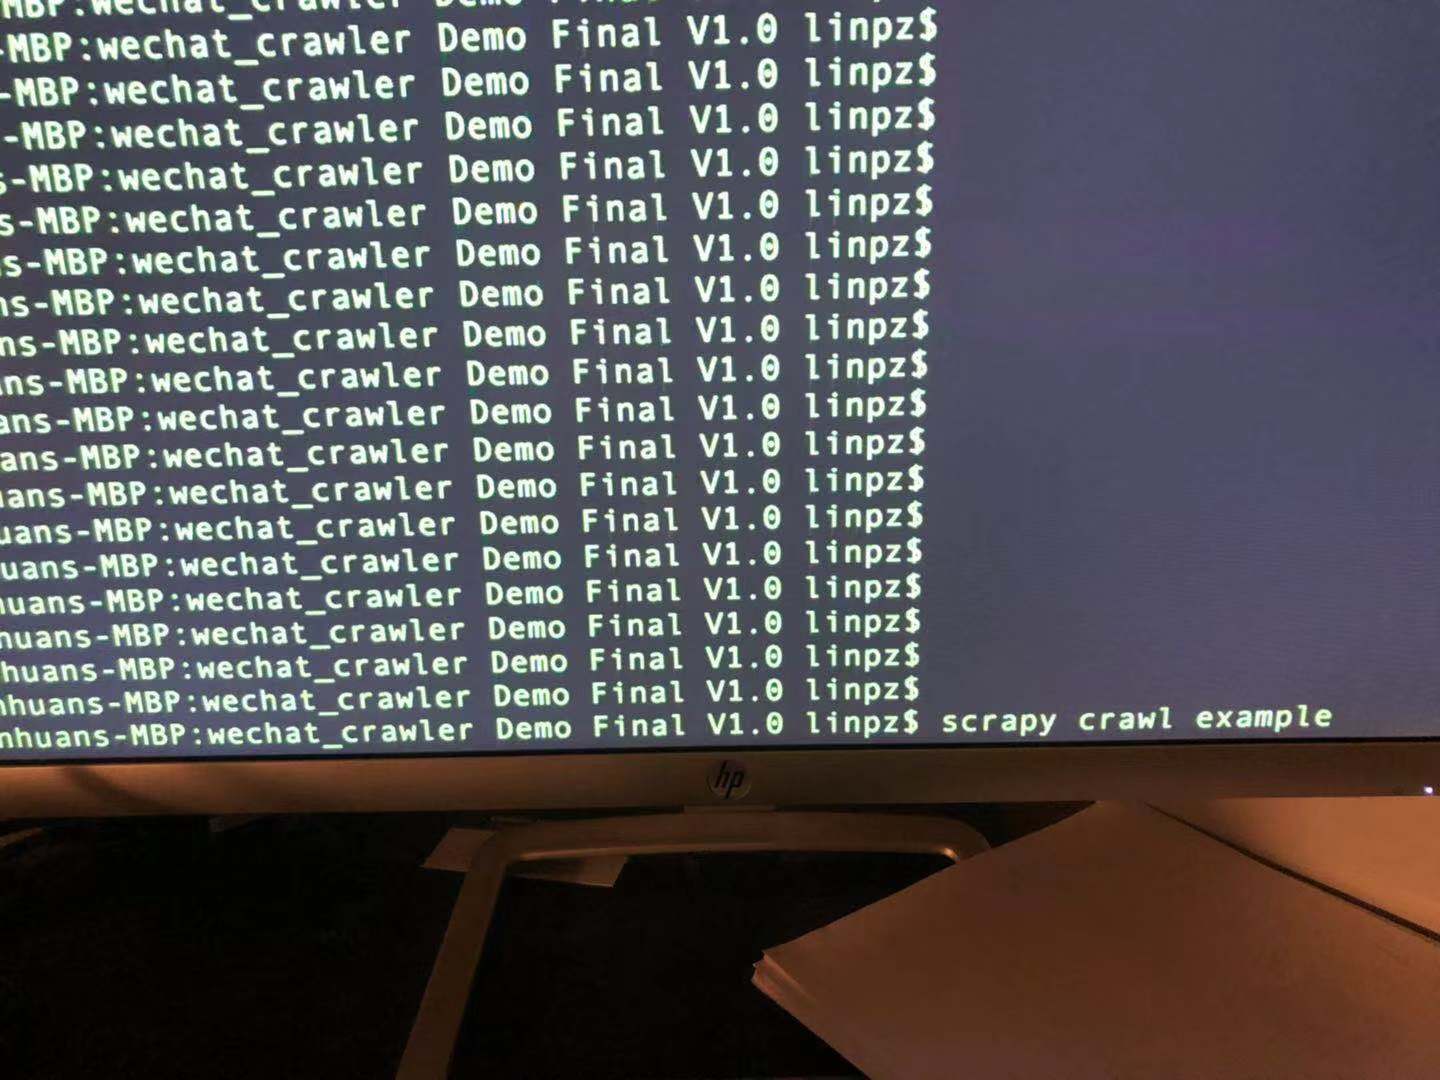 MBP:wechat_crawler Demo Final
-MBP:wechat_crawler Demo Final V1.0 linpz$
-MBP:wechat_crawler Demo Final V1.0 linpz$
-MBP:wechat_crawler Demo Final V1.0 linpz$
s-MBP:wechat_crawler Demo Final V1.0 linpz$
s-MBP:wechat_crawler Demo Final V1.0 linpz$
s-MBP:wechat_crawler Demo Final V1.0 linpz$
ns-MBP:wechat_crawler Demo Final V1.0 linpz$
ns-MBP:wechat_crawler Demo Final V1.0 linpz$
ns-MBP:wechat_crawler Demo Final V1.0 linpz$
ans-MBP:wechat_crawler Demo Final V1.0 linpz$
ans-MBP:wechat_crawler Demo Final V1.0 linpz$
ans-MBP:wechat_crawler Demo Final V1.0 linpz$
uans-MBP:wechat_crawler Demo Final V1.0 linpz$
uans-MBP:wechat_crawler Demo Final V1.0 linpz$
huans-MBP:wechat_crawler Demo Final V1.0 linpz$
huans-MBP:wechat_crawler Demo Final V1.0 linpz$
huans-MBP:wechat_crawler Demo Final V1.0 linpz$
nhuans-MBP:wechat_crawler Demo Final V1.0 linpz$
nhuans-MBP:wechat_crawler Demo Final V1.0 linpz$ scrapy crawl example
hp